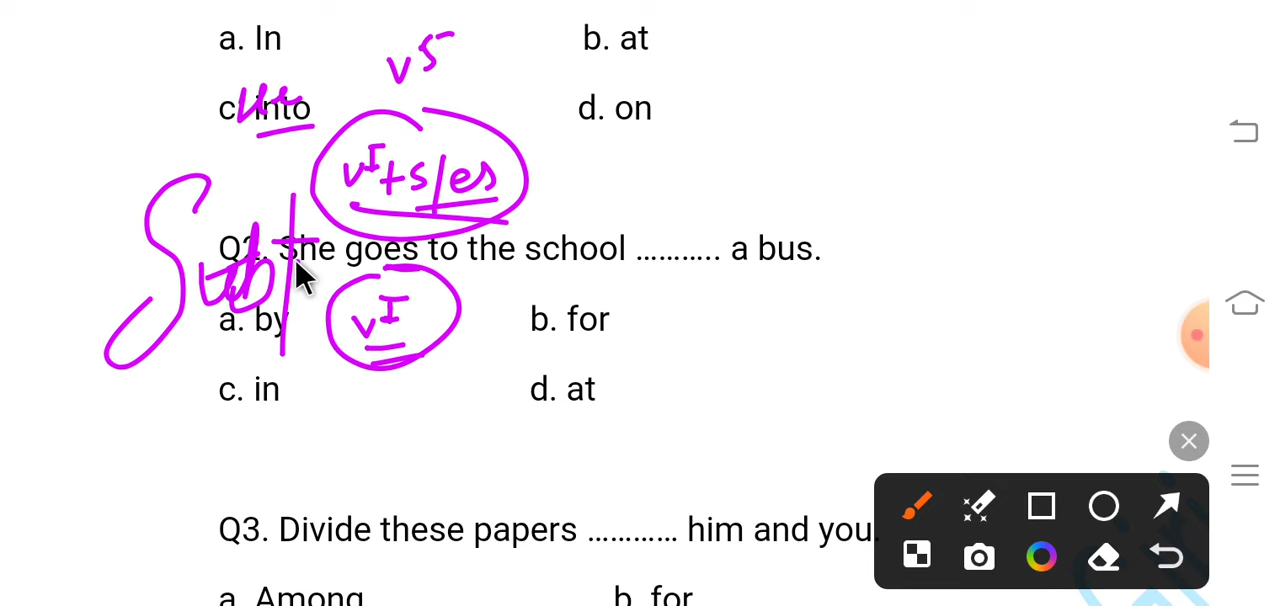 a. In b. at
v5
c. into d. on
vI+s/es
Q2. She goes to the school ……….. a bus.
Subt
a. by b. for
vI
c. in d. at
Q3. Divide these papers ………… him and you.
a. Among b. for